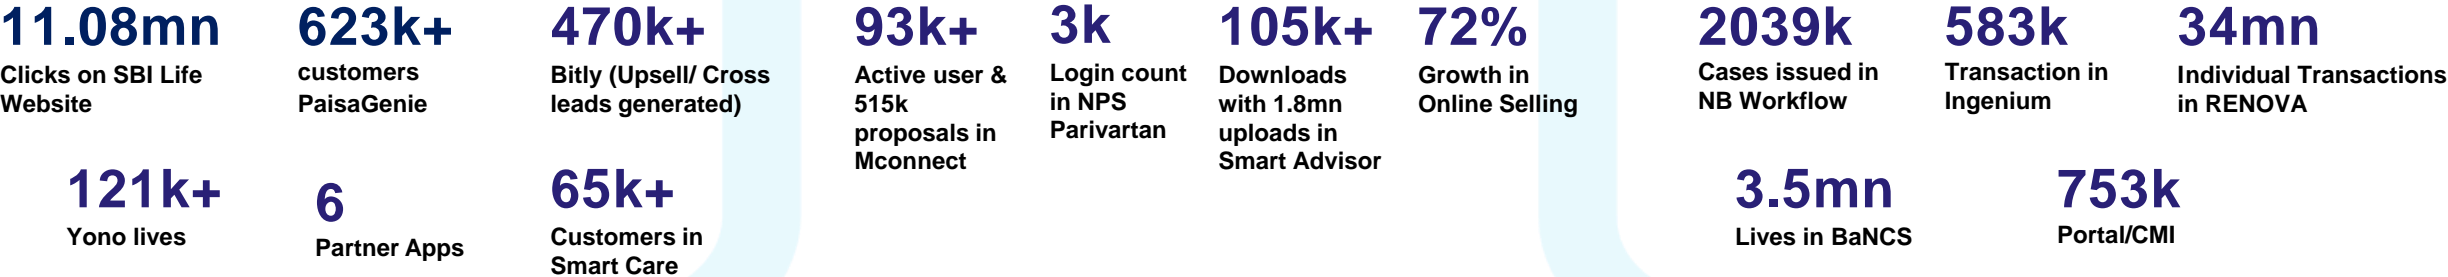 11.08mn
Clicks on SBI Life
Website
623k+
customers
PaisaGenie
470k+
Bitly (Upsell/ Cross
leads generated)
121k+
Yono lives
6
Partner Apps
65k+
Customers in
Smart Care
93k+
Active user &
515k
proposals in
Mconnect
3k
Login count
in NPS
Parivartan
105k+
Downloads
with 1.8mn
uploads in
Smart Advisor
72%
Growth in
Online Selling
2039k
Cases issued in
NB Workflow
583k
Transaction in
Ingenium
34mn
Individual Transactions
in RENOVA
3.5mn
Lives in BaNCS
753k
Portal/CMI